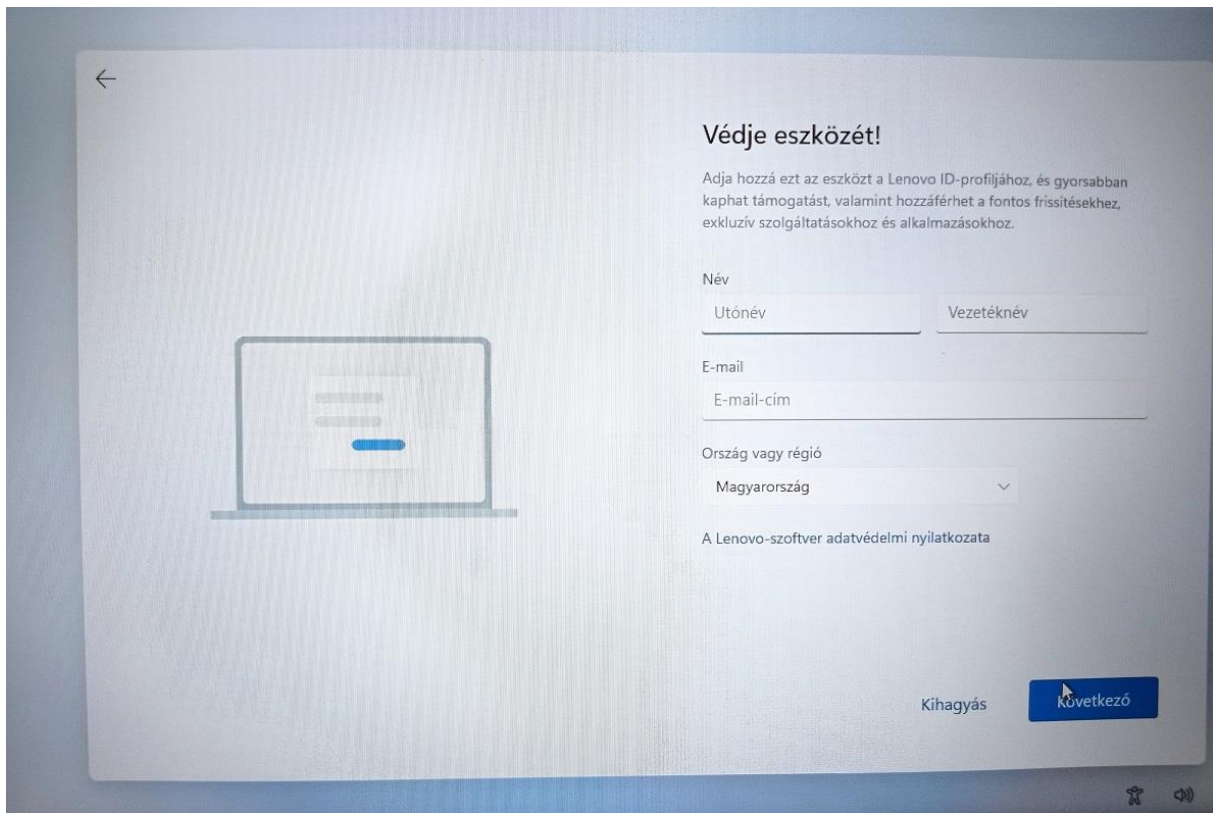 Védje eszközét!
Adja hozzá ezt az eszközt a Lenovo ID-profiljához, és gyorsabban
kaphat támogatást, valamint hozzáférhet a fontos frissítésekhez,
exkluzív szolgáltatásokhoz és alkalmazásokhoz.
Név
Utónév Vezetéknév
E-mail
E-mail-cím
Ország vagy régió
Magyarország
A Lenovo-szoftver adatvédelmi nyilatkozata
Kihagyás Következő